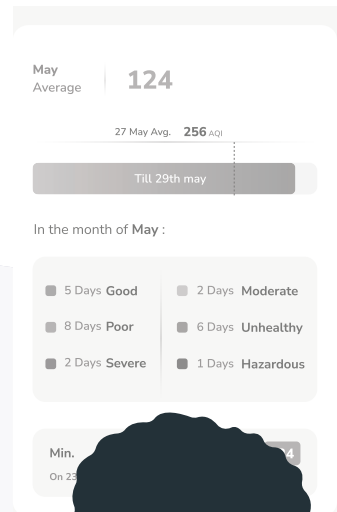 May
Average
124
27 May Avg. 256 AQI
Till 29th may
In the month of May :
5 Days Good
2 Days Moderate
8 Days Poor
6 Days Unhealthy
2 Days Severe
1 Days Hazardous
Min.
On 23